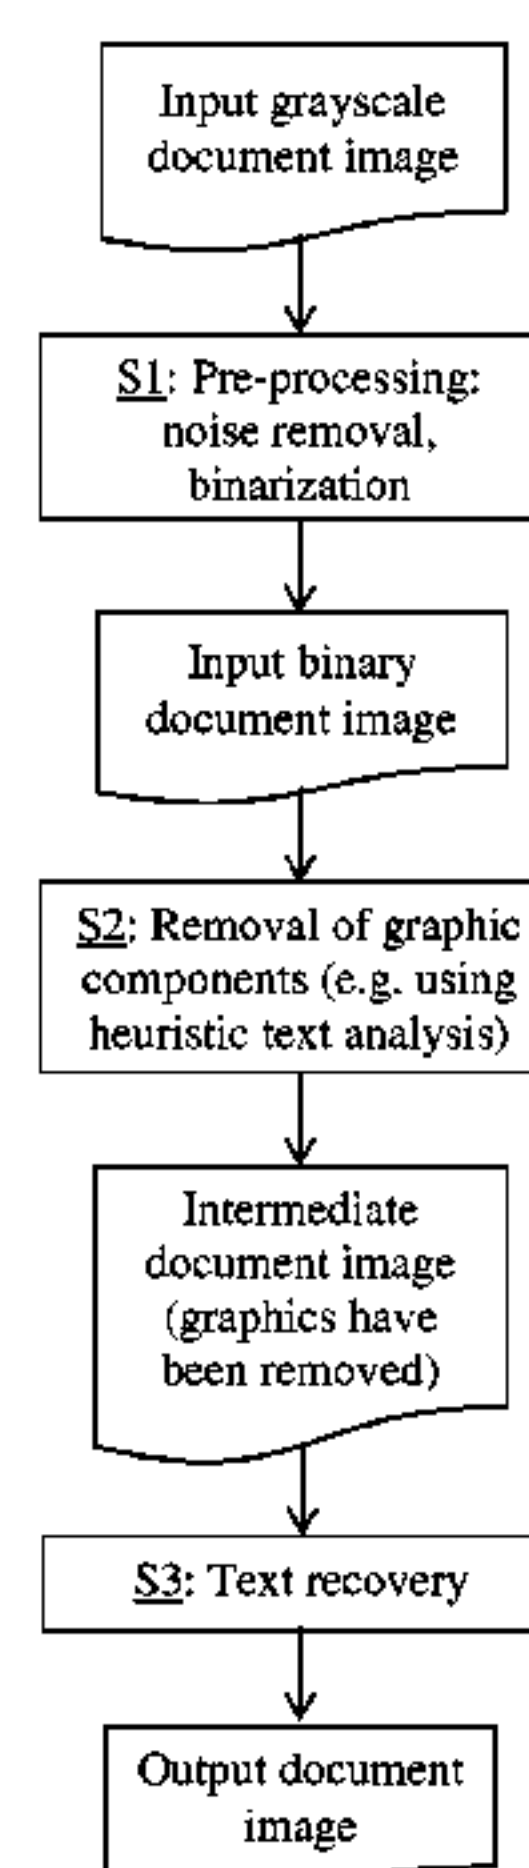 Input grayscale
document image
S1: Pre-processing:
noise removal,
binarization
Input binary
document image
S2: Removal of graphic
components (e.g. using
heuristic text analysis)
Intermediate
document image
(graphics have
been removed)
S3: Text recovery
Output document
image